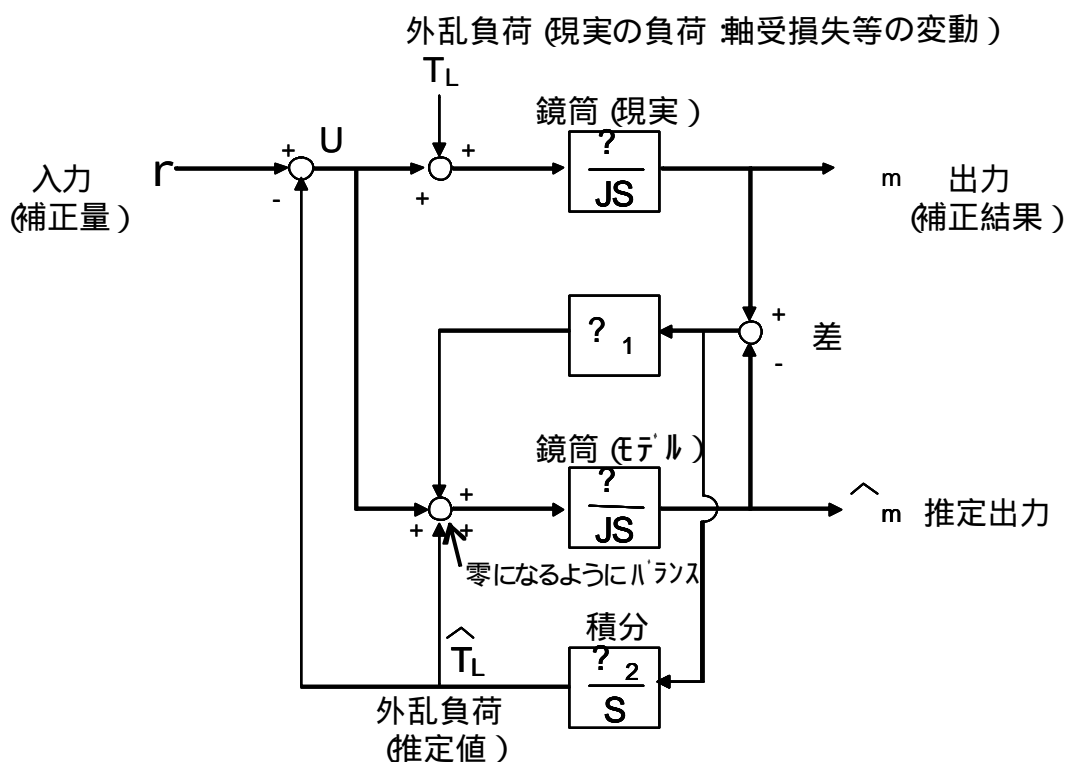 外乱負荷 (現実の負荷 :軸受損失等の変動 )
TL
鏡筒 (現実 )
+
U
+
?
入力
r
m
出力
(補正量 )
-
+
JS
(補正結果 )
+
? 1
差
-
鏡筒 (モデル )
+
?
^
+
+
m
推定出力
JS
零になるようにバランス
積分
^
TL
? 2
S
外乱負荷
(推定値 )